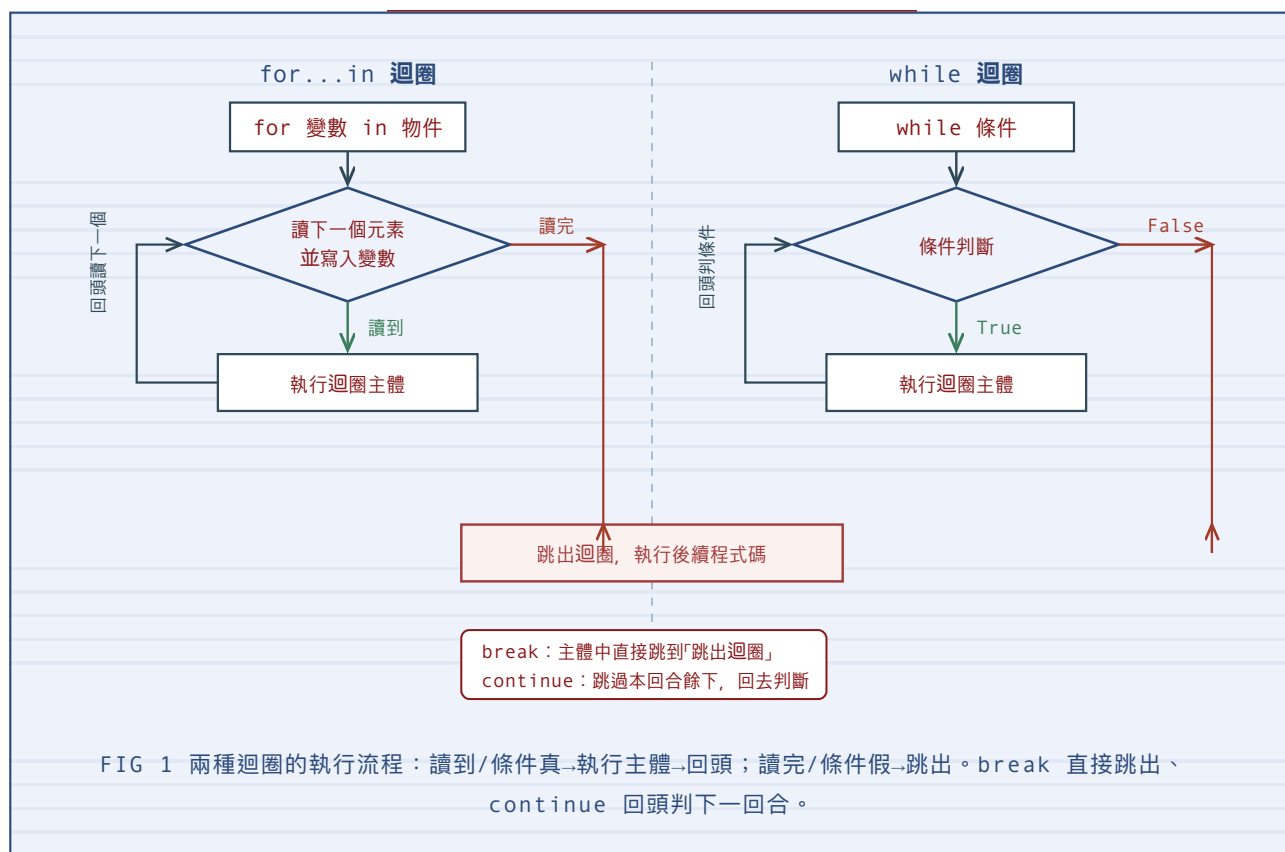 for...in 迴圈
for 變數 in 物件
讀下一個元素
並寫入變數
讀完
回頭讀下一個
讀到
執行迴圈主體
while 迴圈
while 條件
條件判斷
False
回頭判條件
True
執行迴圈主體
跳出迴圈，執行後續程式碼
break：主體中直接跳到「跳出迴圈」
continue：跳過本回合餘下，回去判斷
FIG 1 兩種迴圈的執行流程：讀到/條件真→執行主體→回頭；讀完/條件假→跳出。break 直接跳出、
continue 回頭判下一回合。